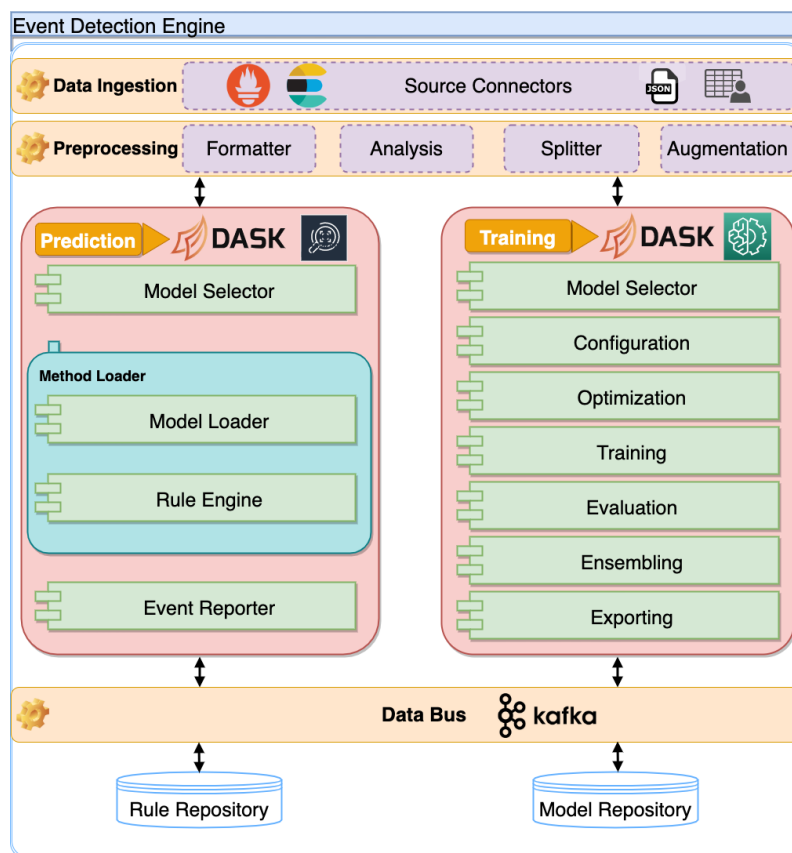 Event Detection Engine
Data Ingestion
Source Connectors
JSON
Preprocessing
Formatter
Analysis
Splitter
Augmentation
Prediction
DASK
Model Selector
Method Loader
Model Loader
Rule Engine
Event Reporter
Training
DASK
Model Selector
Configuration
Optimization
Training
Evaluation
Ensembling
Exporting
Data Bus
kafka
Rule Repository
Model Repository